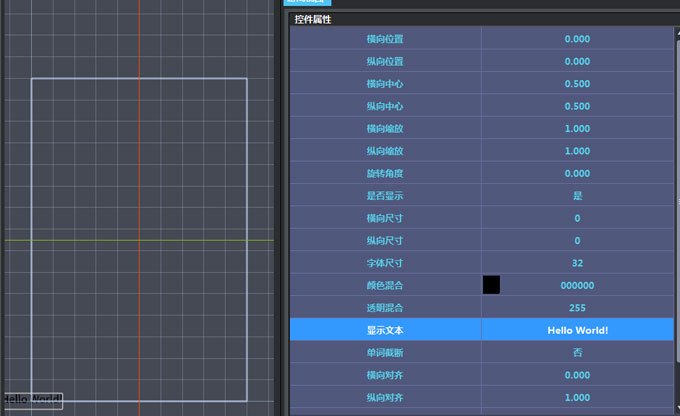 控件属性
横向位置 0.000
纵向位置 0.000
横向中心 0.500
纵向中心 0.500
横向缩放 1.000
纵向缩放 1.000
旋转角度 0.000
是否显示 是
横向尺寸 0
纵向尺寸 0
字体尺寸 32
颜色混合 000000
透明混合 255
显示文本 Hello World!
单词截断 否
横向对齐 0.000
纵向对齐 1.000
Hello World!